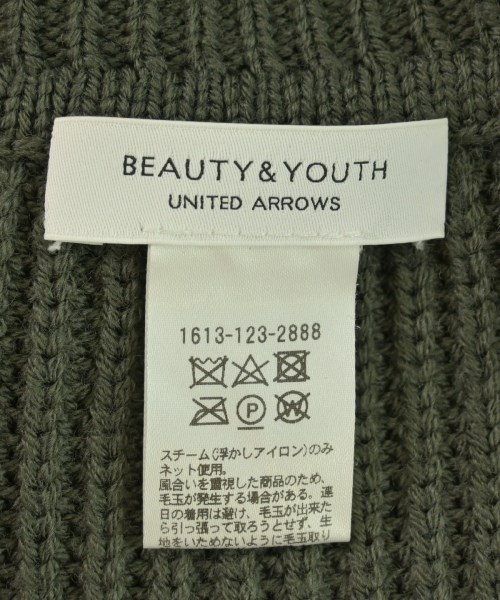 BEAUTY&YOUTH
UNITED ARROWS
1613-123-2888
P W
スチーム(浮かしアイロン)のみ
ネット使用。
風合いを重視した商品のため、
毛玉が発生する場合がある。連
日の着用は避け、毛玉が出来た
ら引っ張って取ろうとせず、生
地をいためないように毛玉取り